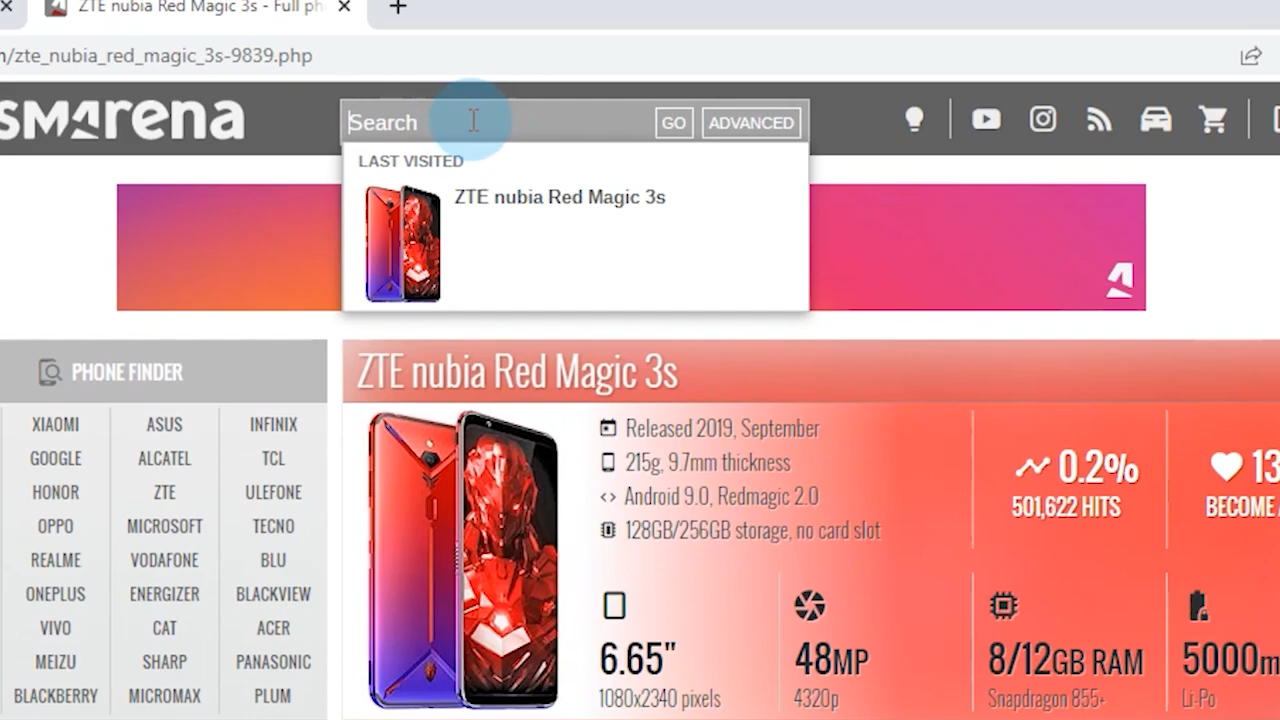 ZTE nubia Red Magic 3s - Full ph
/zte_nubia_red_magic_3s-9839.php
SMArena
Search
GO
ADVANCED
LAST VISITED
ZTE nubia Red Magic 3s
PHONE FINDER
XIAOMI ASUS INFINIX
GOOGLE ALCATEL TCL
HONOR ZTE ULEFONE
OPPO MICROSOFT TECNO
REALME VODAFONE BLU
ONEPLUS ENERGIZER BLACKVIEW
VIVO CAT ACER
MEIZU SHARP PANASONIC
BLACKBERRY MICROMAX PLUM
ZTE nubia Red Magic 3s
Released 2019, September
215g, 9.7mm thickness
Android 9.0, Redmagic 2.0
128GB/256GB storage, no card slot
0.2%
501,622 HITS
13
BECOME A
6.65"
1080x2340 pixels
48MP
4320p
8/12GB RAM
Snapdragon 855+
5000m
Li-Po